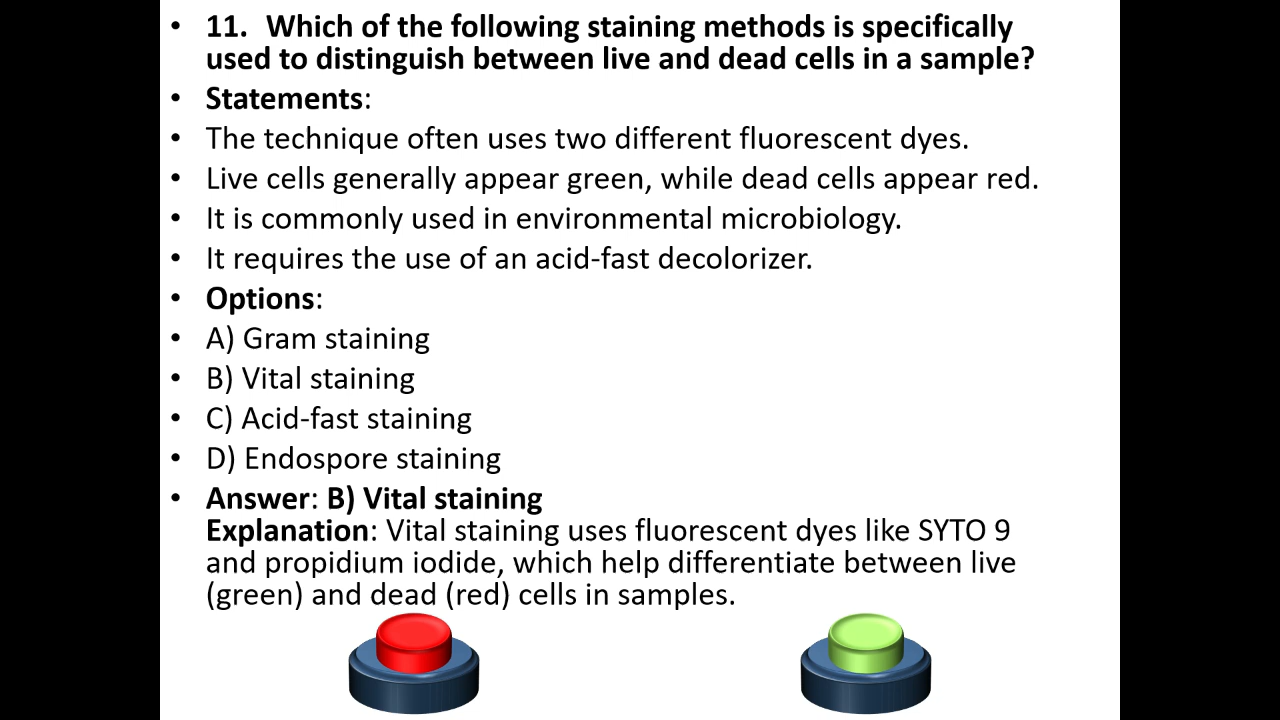 • 11. Which of the following staining methods is specifically
used to distinguish between live and dead cells in a sample?
• Statements:
• The technique often uses two different fluorescent dyes.
• Live cells generally appear green, while dead cells appear red.
• It is commonly used in environmental microbiology.
• It requires the use of an acid-fast decolorizer.
• Options:
• A) Gram staining
• B) Vital staining
• C) Acid-fast staining
• D) Endospore staining
• Answer: B) Vital staining
Explanation: Vital staining uses fluorescent dyes like SYTO 9
and propidium iodide, which help differentiate between live
(green) and dead (red) cells in samples.